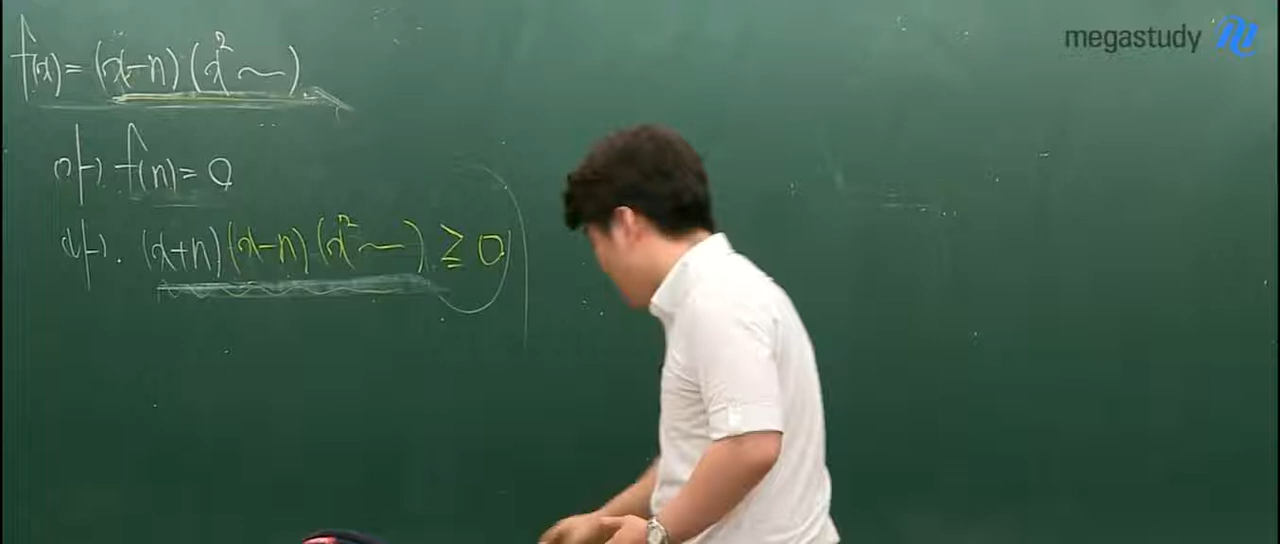 megastudy
f(x) = (x-n)(x² ~)
가) f(n) = 0
나). (x+n)(x-n)(x² ~) ≥ 0